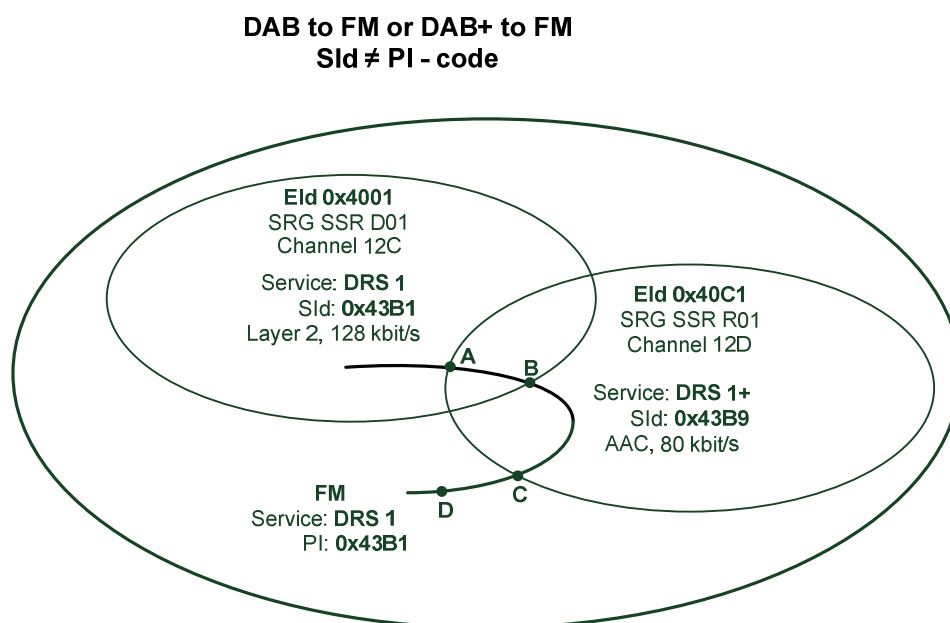 DAB to FM or DAB+ to FM
SId ≠ PI - code
EId 0x4001
SRG SSR D01
Channel 12C
Service: DRS 1
SId: 0x43B1
Layer 2, 128 kbit/s
EId 0x40C1
SRG SSR R01
Channel 12D
Service: DRS 1+
SId: 0x43B9
AAC, 80 kbit/s
A
B
C
D
FM
Service: DRS 1
PI: 0x43B1